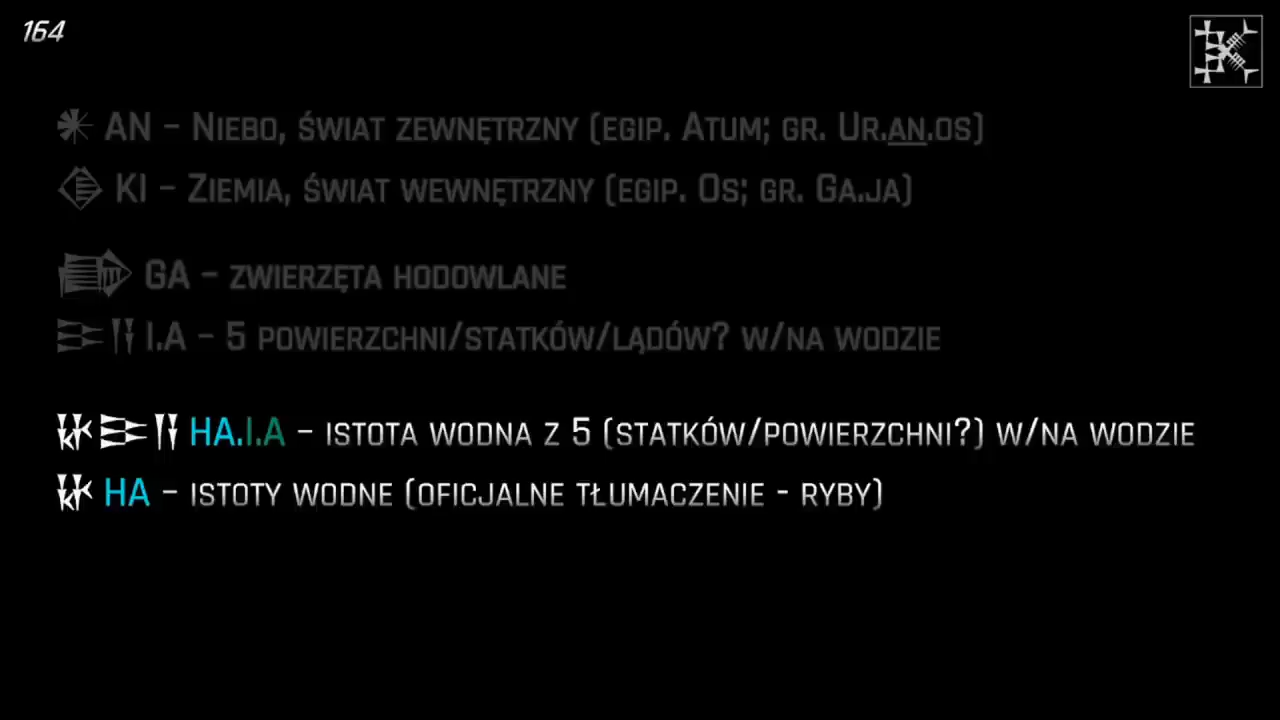 164
𒀭 AN – Niebo, świat zewnętrzny (egip. Atum; gr. Ur.an.os)
𒆠 KI – Ziemia, świat wewnętrzny (egip. Os; gr. Ga.ja)
GA – zwierzęta hodowlane
𒐊𒀀 I.A – 5 powierzchni/statków/lądów? w/na wodzie
𒄩𒐊𒀀 HA.I.A – istota wodna z 5 (statków/powierzchni?) w/na wodzie
𒄩 HA – istoty wodne (oficjalne tłumaczenie - ryby)